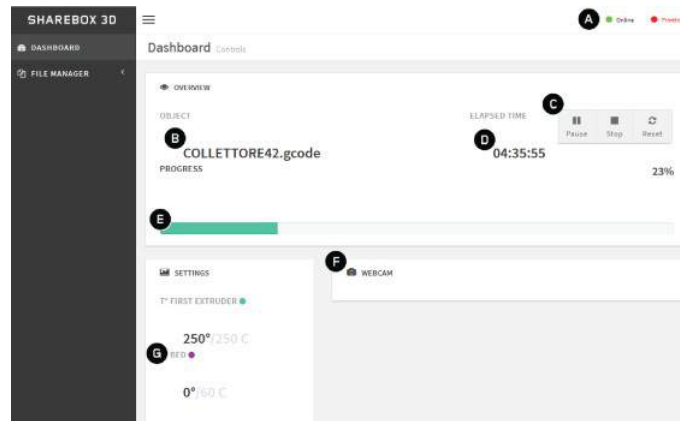 SHAREBOX 3D
A Online
DASHBOARD
Dashboard Controls
FILE MANAGER
OVERVIEW
C
OBJECT ELAPSED TIME
Pause Stop Reset
B D
COLLETTORE42.gcode 04:35:55
PROGRESS 23%
E
F
SETTINGS WEBCAM
T° FIRST EXTRUDER
250°/250 C
G BED
0°/60 C